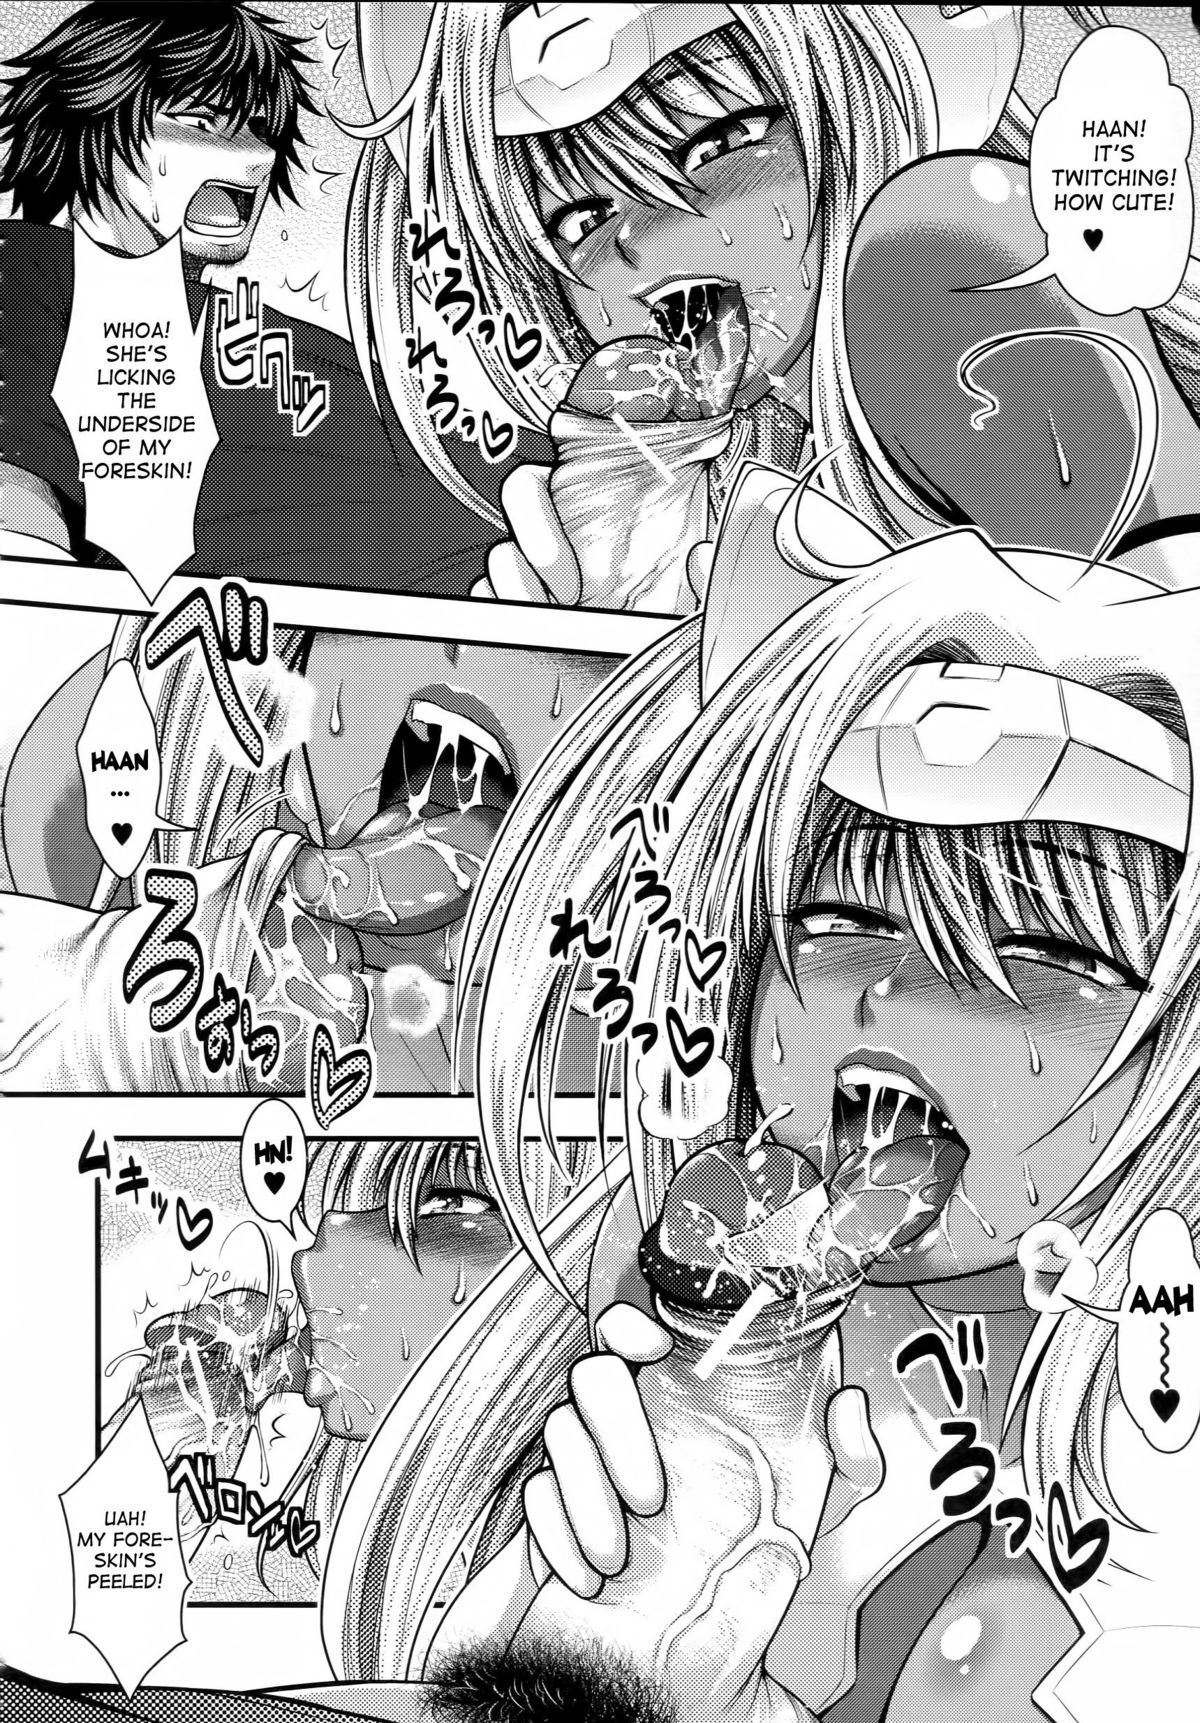 HAAN!
IT'S
TWITCHING!
HOW CUTE!
♥
れろっ♡
れろっ♡
ビクンッ
WHOA!
SHE'S
LICKING
THE
UNDERSIDE
OF MY
FORESKIN!
べ
ろぉっ♡
HAAN
...
♥
べろっ♡
れろっ♡
AAH
♥
べろっ♡
HN!
♥
ムキッ♡
ベロンッ
UAH!
MY FORE-
SKIN'S
PEELED!